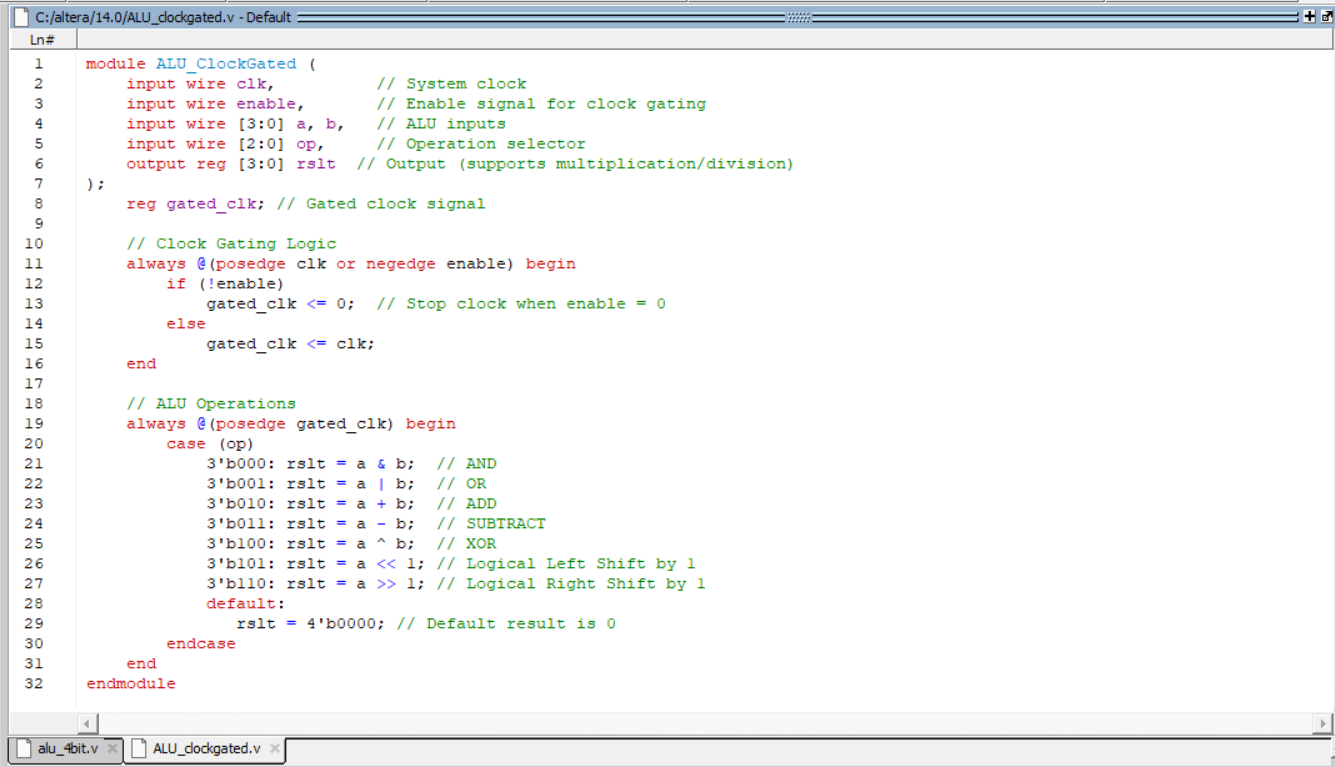 C:/altera/14.0/ALU_clockgated.v - Default
Ln#
1 module ALU_ClockGated (
2 input wire clk, // System clock
3 input wire enable, // Enable signal for clock gating
4 input wire [3:0] a, b, // ALU inputs
5 input wire [2:0] op, // Operation selector
6 output reg [3:0] rslt // Output (supports multiplication/division)
7 );
8 reg gated_clk; // Gated clock signal
9
10 // Clock Gating Logic
11 always @(posedge clk or negedge enable) begin
12 if (!enable)
13 gated_clk <= 0; // Stop clock when enable = 0
14 else
15 gated_clk <= clk;
16 end
17
18 // ALU Operations
19 always @(posedge gated_clk) begin
20 case (op)
21 3'b000: rslt = a & b; // AND
22 3'b001: rslt = a | b; // OR
23 3'b010: rslt = a + b; // ADD
24 3'b011: rslt = a - b; // SUBTRACT
25 3'b100: rslt = a ^ b; // XOR
26 3'b101: rslt = a << 1; // Logical Left Shift by 1
27 3'b110: rslt = a >> 1; // Logical Right Shift by 1
28 default:
29 rslt = 4'b0000; // Default result is 0
30 endcase
31 end
32 endmodule
alu_4bit.v ALU_clockgated.v